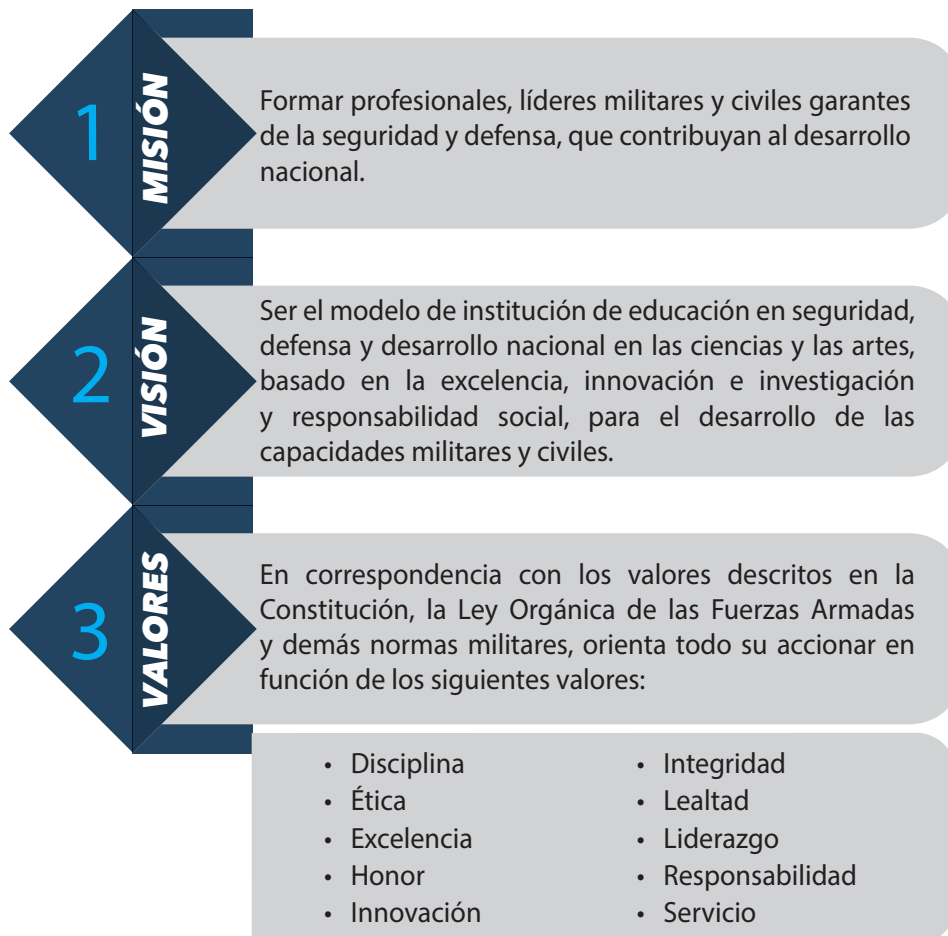 1
MISIÓN
Formar profesionales, líderes militares y civiles garantes
de la seguridad y defensa, que contribuyan al desarrollo
nacional.
2
VISIÓN
Ser el modelo de institución de educación en seguridad,
defensa y desarrollo nacional en las ciencias y las artes,
basado en la excelencia, innovación e investigación
y responsabilidad social, para el desarrollo de las
capacidades militares y civiles.
3
VALORES
En correspondencia con los valores descritos en la
Constitución, la Ley Orgánica de las Fuerzas Armadas
y demás normas militares, orienta todo su accionar en
función de los siguientes valores:
• Disciplina
• Ética
• Excelencia
• Honor
• Innovación
• Integridad
• Lealtad
• Liderazgo
• Responsabilidad
• Servicio